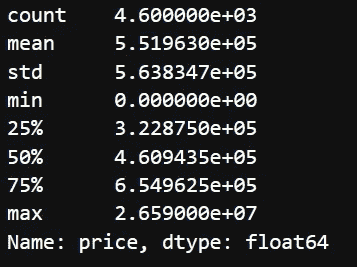 count    4.600000e+03
mean     5.519630e+05
std      5.638347e+05
min      0.000000e+00
25%      3.228750e+05
50%      4.609435e+05
75%      6.549625e+05
max      2.659000e+07
Name: price, dtype: float64